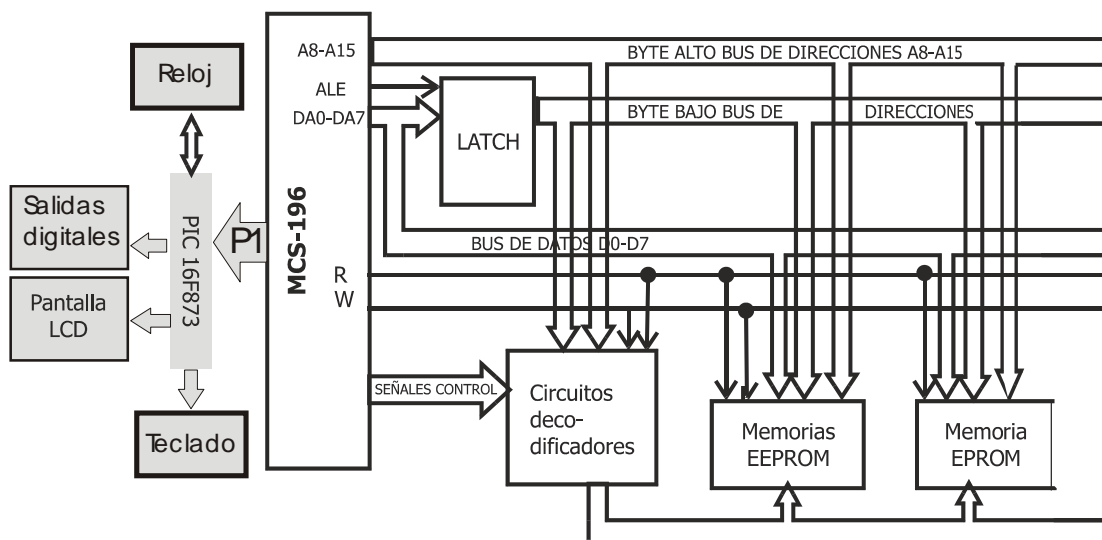 Reloj
Salidas
digitales
Pantalla
LCD
Teclado
PIC 16F873
P1
MCS-196
A8-A15
ALE
DA0-DA7
R
W
LATCH
BYTE ALTO BUS DE DIRECCIONES A8-A15
BYTE BAJO BUS DE DIRECCIONES
BUS DE DATOS D0-D7
SEÑALES CONTROL
Circuitos
deco-
dificadores
Memorias
EEPROM
Memoria
EPROM